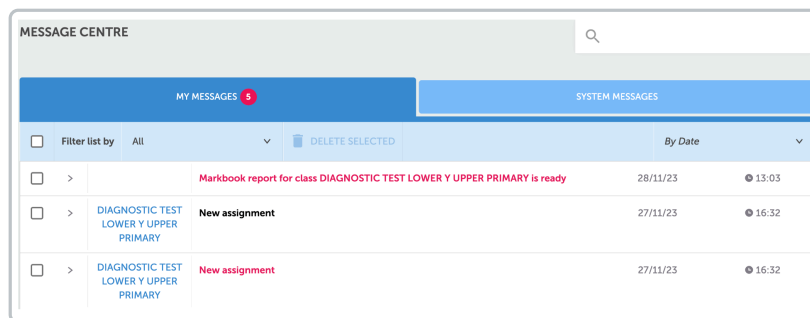 MESSAGE CENTRE
MY MESSAGES 5
SYSTEM MESSAGES
Filter list by All DELETE SELECTED By Date
> Markbook report for class DIAGNOSTIC TEST LOWER Y UPPER PRIMARY is ready 28/11/23 13:03
> DIAGNOSTIC TEST New assignment 27/11/23 16:32
LOWER Y UPPER
PRIMARY
> DIAGNOSTIC TEST New assignment 27/11/23 16:32
LOWER Y UPPER
PRIMARY